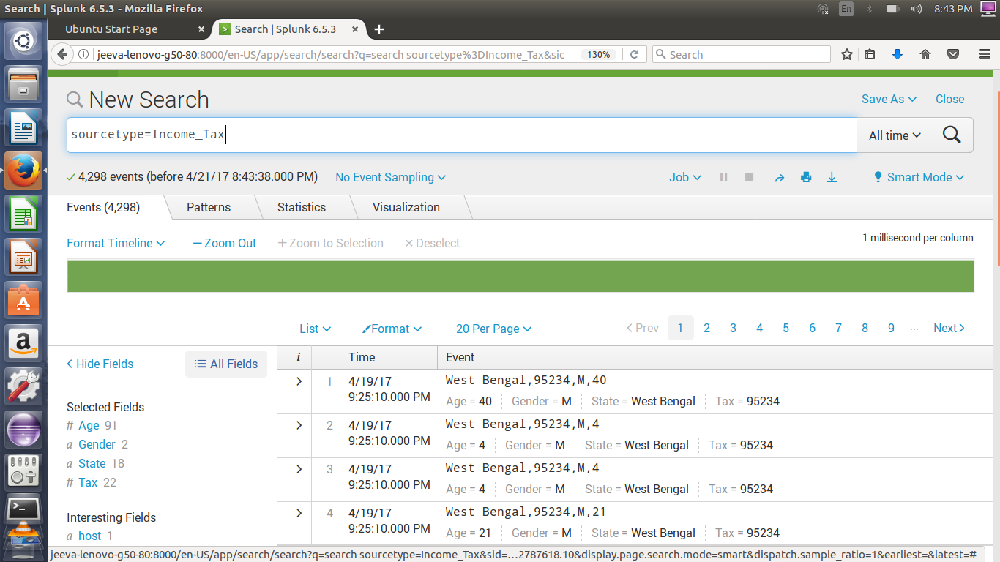 Search | Splunk 6.5.3 - Mozilla Firefox
En
8:43 PM
Ubuntu Start Page
Search | Splunk 6.5.3
jeeva-lenovo-g50-80:8000/en-US/app/search/search?q=search sourcetype%3DIncome_Tax&sid
130%
Search
New Search
Save As
Close
sourcetype=Income_Tax
All time
4,298 events (before 4/21/17 8:43:38.000 PM)
No Event Sampling
Job
Smart Mode
Events (4,298)
Patterns
Statistics
Visualization
Format Timeline
— Zoom Out
+ Zoom to Selection
× Deselect
1 millisecond per column
List
Format
20 Per Page
< Prev 1 2 3 4 5 6 7 8 9 ... Next >
< Hide Fields
All Fields
Selected Fields
# Age 91
a Gender 2
a State 18
# Tax 22
Interesting Fields
a host 1
i Time Event
> 1 4/19/17 9:25:10.000 PM
West Bengal,95234,M,40
Age = 40 Gender = M State = West Bengal Tax = 95234
> 2 4/19/17 9:25:10.000 PM
West Bengal,95234,M,4
Age = 4 Gender = M State = West Bengal Tax = 95234
> 3 4/19/17 9:25:10.000 PM
West Bengal,95234,M,4
Age = 4 Gender = M State = West Bengal Tax = 95234
> 4 4/19/17 9:25:10.000 PM
West Bengal,95234,M,21
Age = 21 Gender = M State = West Bengal Tax = 95234
jeeva-lenovo-g50-80:8000/en-US/app/search/search?q=search sourcetype=Income_Tax&sid=…2787618.10&display.page.search.mode=smart&dispatch.sample_ratio=1&earliest=&latest=#